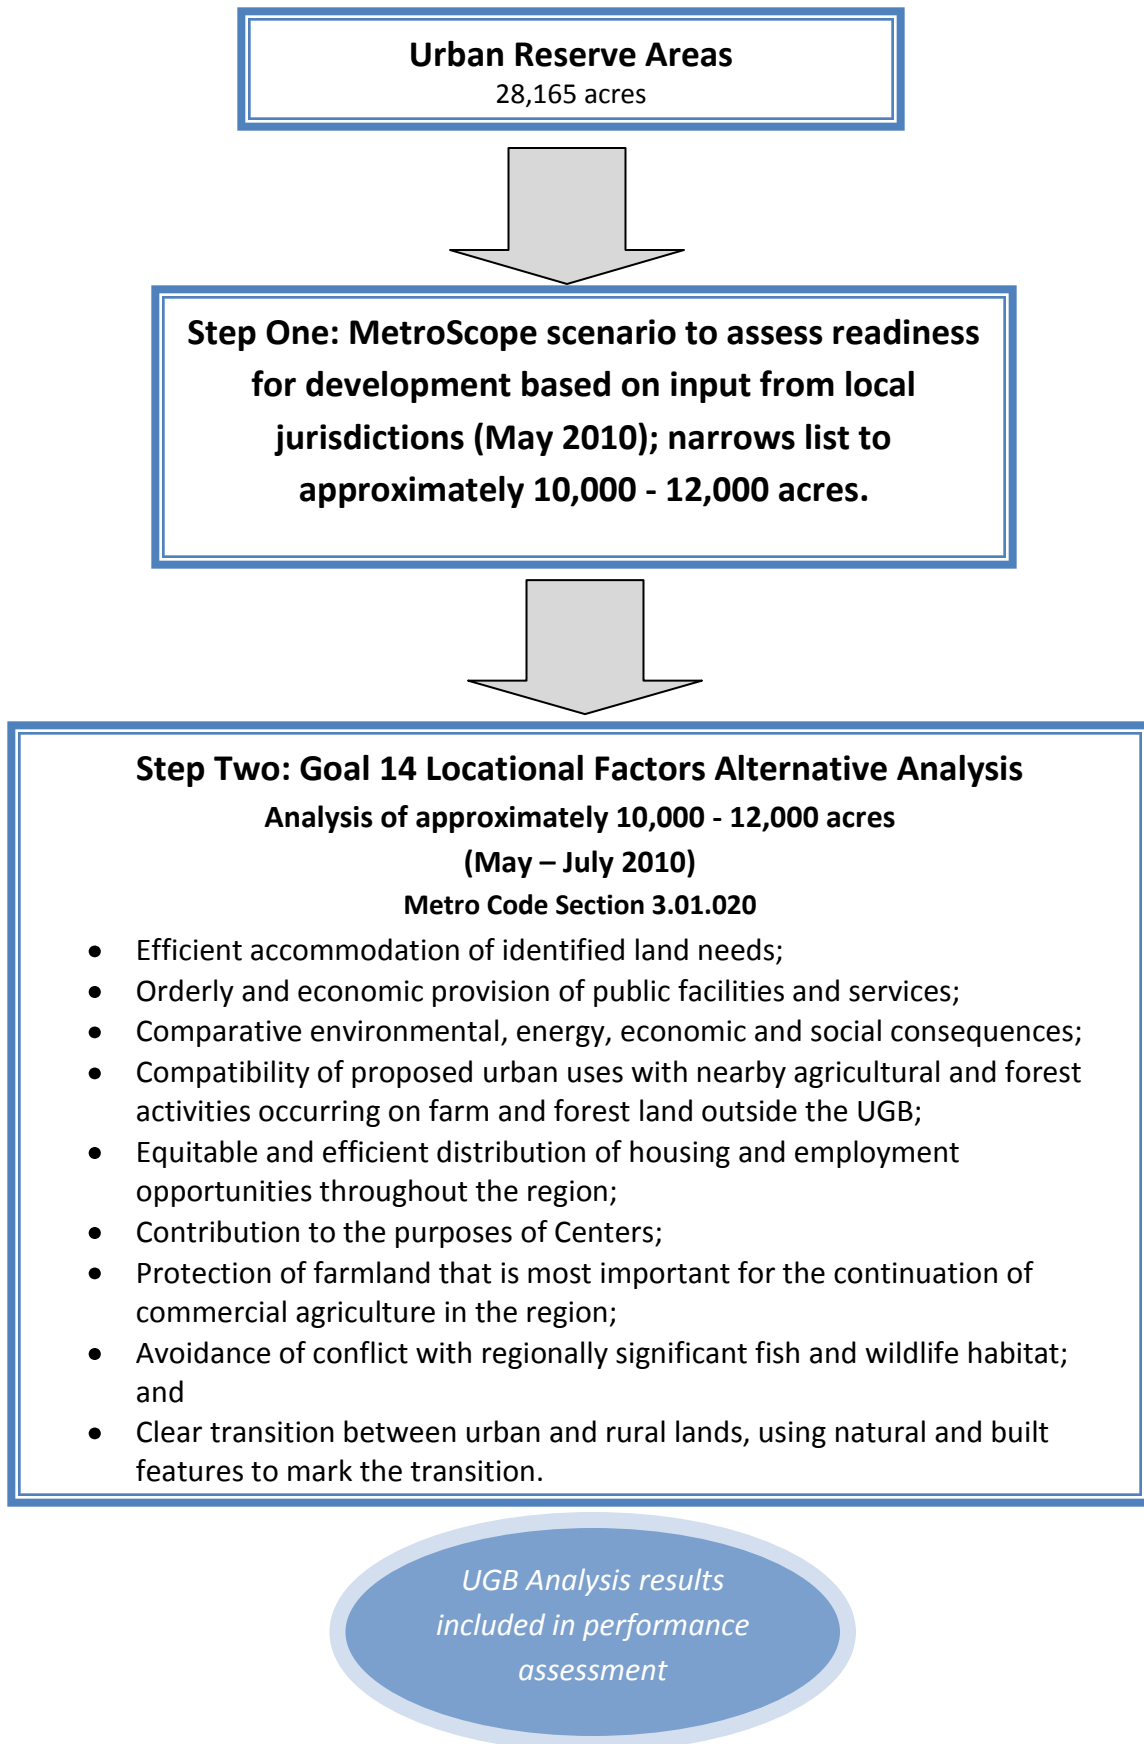 Urban Reserve Areas
28,165 acres
Step One: MetroScope scenario to assess readiness
for development based on input from local
jurisdictions (May 2010); narrows list to
approximately 10,000 - 12,000 acres.
Step Two: Goal 14 Locational Factors Alternative Analysis
Analysis of approximately 10,000 - 12,000 acres
(May – July 2010)
Metro Code Section 3.01.020
• Efficient accommodation of identified land needs;
• Orderly and economic provision of public facilities and services;
• Comparative environmental, energy, economic and social consequences;
• Compatibility of proposed urban uses with nearby agricultural and forest
activities occurring on farm and forest land outside the UGB;
• Equitable and efficient distribution of housing and employment
opportunities throughout the region;
• Contribution to the purposes of Centers;
• Protection of farmland that is most important for the continuation of
commercial agriculture in the region;
• Avoidance of conflict with regionally significant fish and wildlife habitat;
and
• Clear transition between urban and rural lands, using natural and built
features to mark the transition.
UGB Analysis results
included in performance
assessment